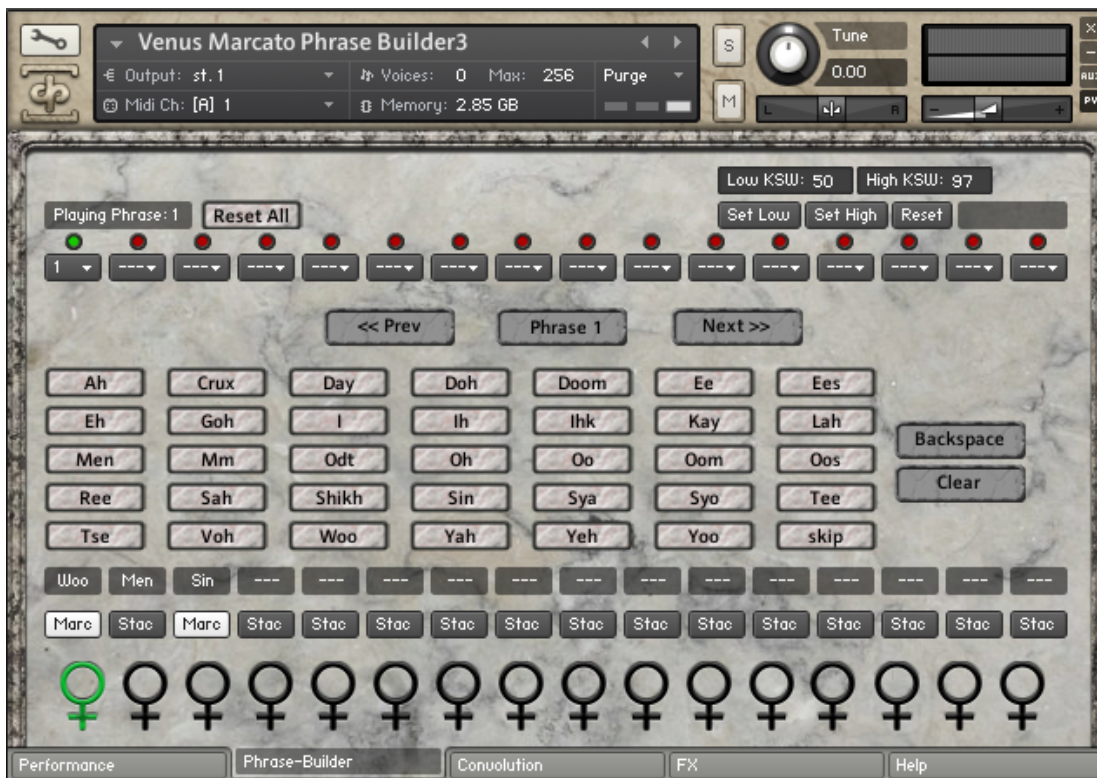 Venus Marcato Phrase Builder3
Output: st.1 Voices: 0 Max: 256 Purge
Midi Ch: [A] 1 Memory: 2.85 GB
S
M
Tune
0.00
L R - +
X
-
AUX
PV
Low KSW: 50 High KSW: 97
Playing Phrase: 1 Reset All Set Low Set High Reset
1 --- --- --- --- --- --- --- --- --- --- --- --- --- --- ---
<< Prev Phrase 1 Next >>
Ah Crux Day Doh Doom Ee Ees
Eh Goh I Ih Ihk Kay Lah
Backspace
Men Mm Odt Oh Oo Oom Oos
Clear
Ree Sah Shikh Sin Sya Syo Tee
Tse Voh Woo Yah Yeh Yoo skip
Woo Men Sin --- --- --- --- --- --- --- --- --- --- --- --- ---
Marc Stac Marc Stac Stac Stac Stac Stac Stac Stac Stac Stac Stac Stac Stac Stac
Performance Phrase-Builder Convolution FX Help